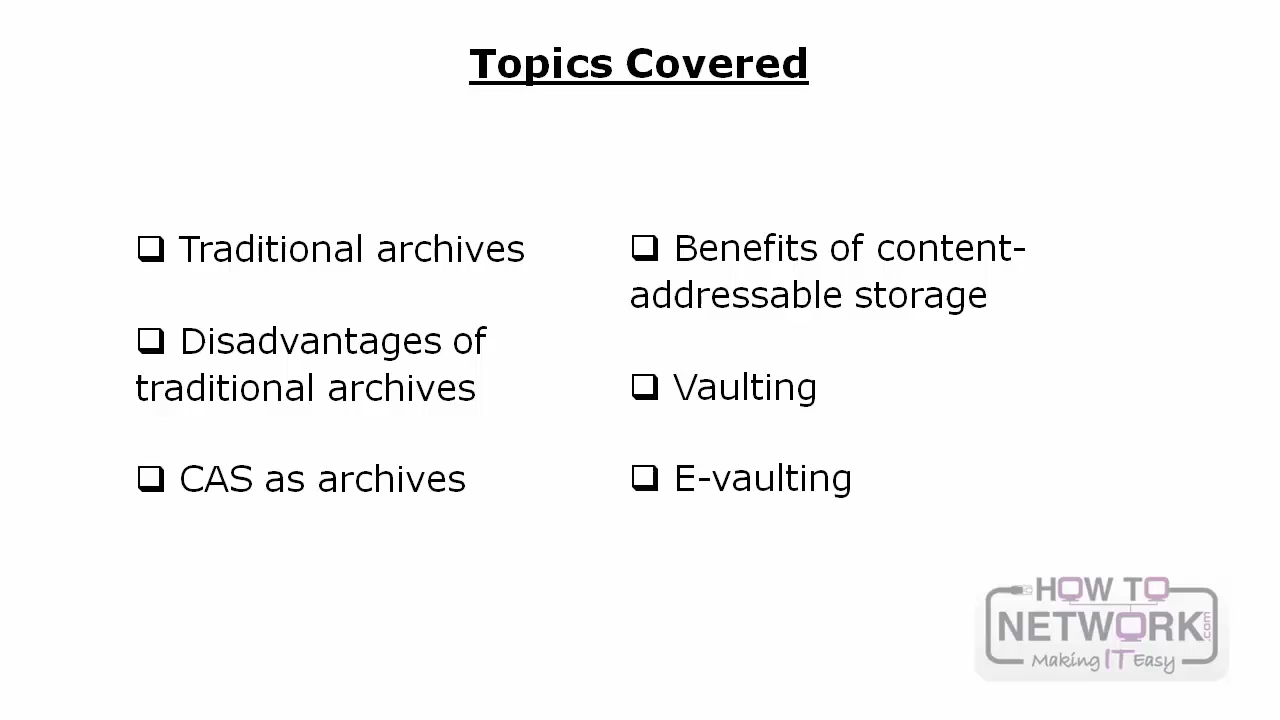 Topics Covered
❑ Traditional archives
❑ Disadvantages of
traditional archives
❑ CAS as archives
❑ Benefits of content-
addressable storage
❑ Vaulting
❑ E-vaulting
HOW TO
NETWORK.com
Making IT Easy